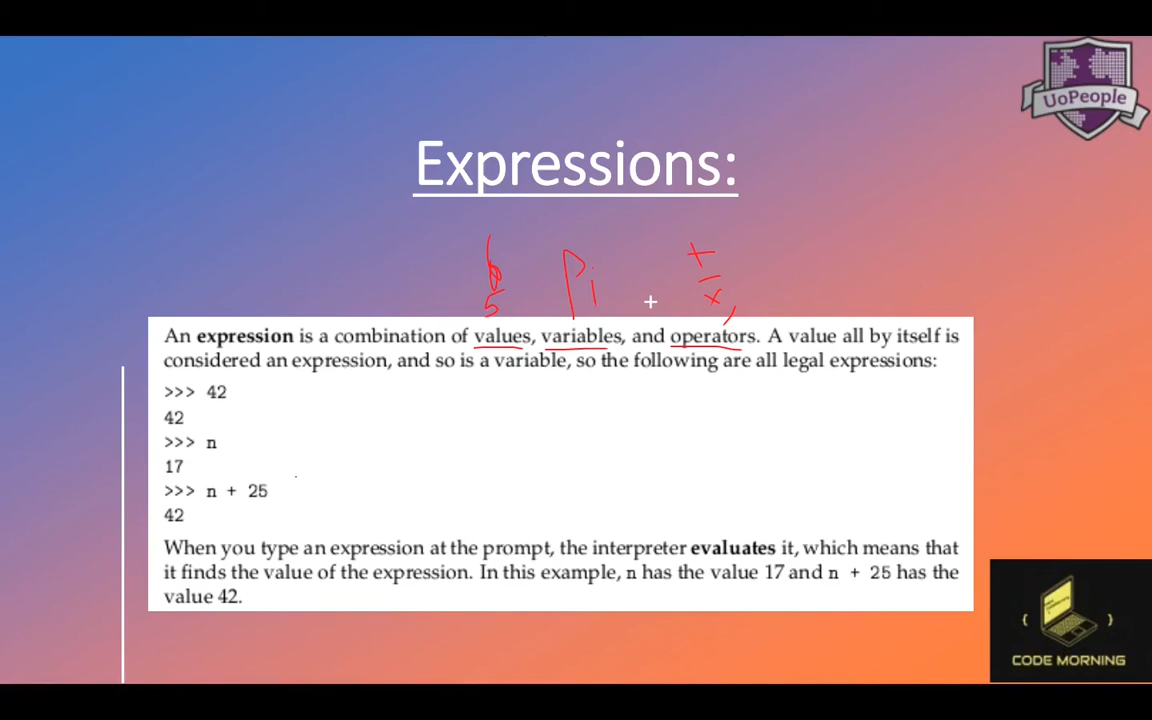 UoPeople
Expressions:
5
Pi
+
-
x
,
An expression is a combination of values, variables, and operators. A value all by itself is
considered an expression, and so is a variable, so the following are all legal expressions:
>>> 42
42
>>> n
17
>>> n + 25
42
When you type an expression at the prompt, the interpreter evaluates it, which means that
it finds the value of the expression. In this example, n has the value 17 and n + 25 has the
value 42.
{ }
CODE MORNING